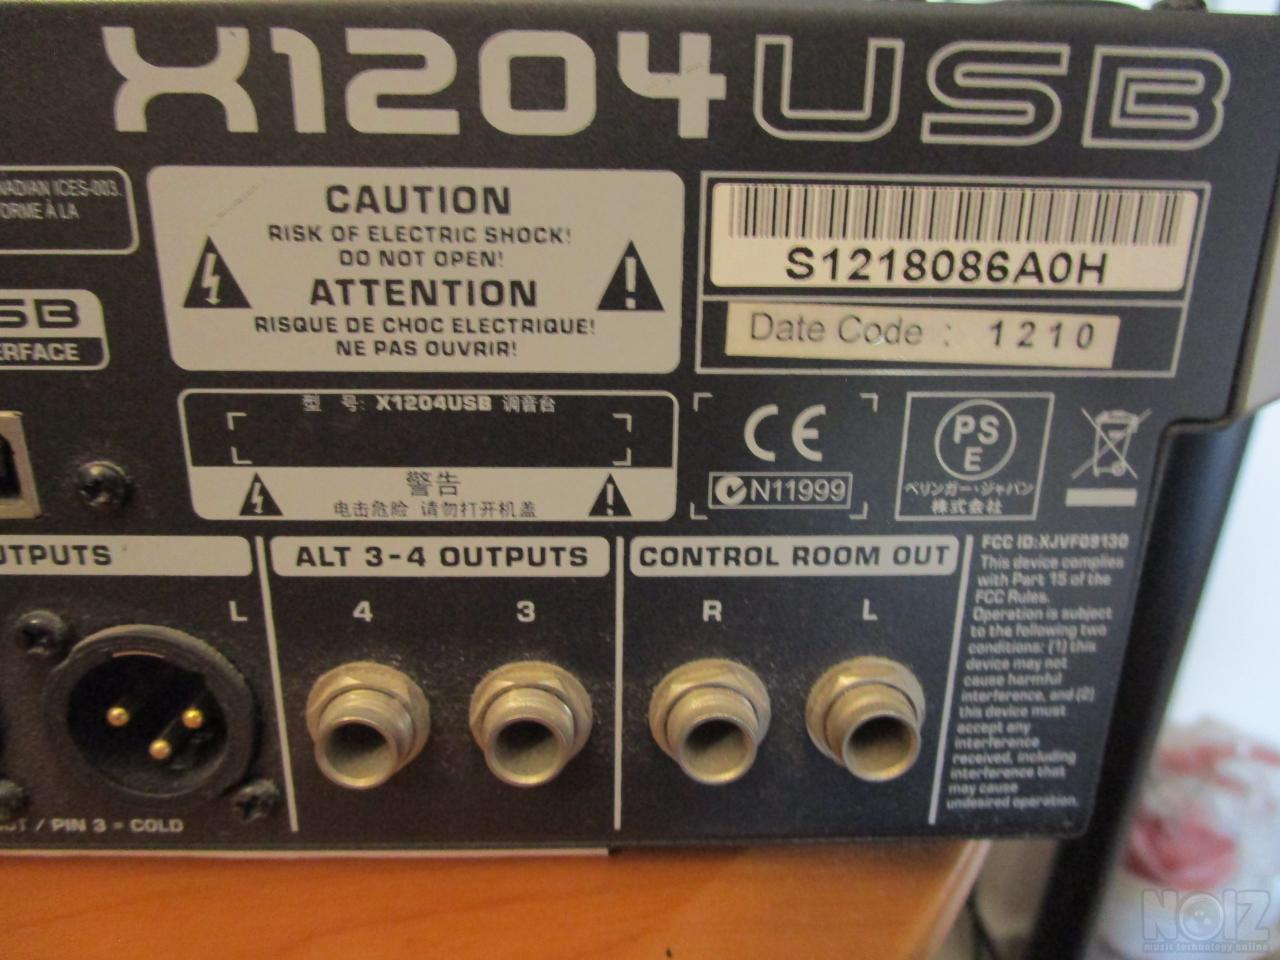 X1204USB
NADIAN ICES-003.
ORME À LA
CAUTION
RISK OF ELECTRIC SHOCK!
DO NOT OPEN!
ATTENTION
RISQUE DE CHOC ELECTRIQUE!
NE PAS OUVRIR!
S1218086A0H
Date Code : 1210
SB
ERFACE
型 号: X1204USB 调音台
警告
电击危险 请勿打开机盖
CE
N11999
PS
E
ベリンガー・ジャパン
株式会社
UTPUTS
L
PIN 3 = COLD
ALT 3-4 OUTPUTS
4 3
CONTROL ROOM OUT
R L
FCC ID:XJVF09130
This device complies
with Part 15 of the
FCC Rules.
Operation is subject
to the following two
conditions: (1) this
device may not
cause harmful
interference, and (2)
this device must
accept any
interference
received, including
interference that
may cause
undesired operation.
NOIZ
music technology online